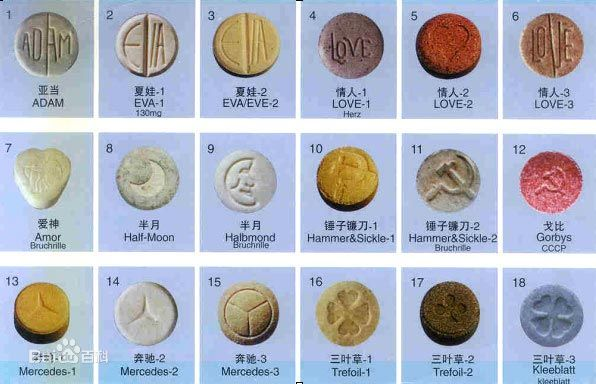 1
ADAM
亚当
ADAM
2
EVA
夏娃-1
EVA-1
130mg
3
EVA
夏娃-2
EVA/EVE-2
4
LOVE
情人-1
LOVE-1
Herz
5
情人-2
LOVE-2
6
LOVE
情人-3
LOVE-3
7
爱神
Amor
Bruchrille
8
半月
Half-Moon
9
半月
Halbmond
Bruchrille
10
锤子镰刀-1
Hammer&Sickle-1
11
锤子镰刀-2
Hammer&Sickle-2
Bruchrille
12
戈比
Gorbys
CCCP
13
Bai百科
Mercedes-1
14
奔驰-2
Mercedes-2
15
奔驰-3
Mercedes-3
16
三叶草-1
Trefoil-1
17
三叶草-2
Trefoil-2
18
三叶草-3
Kleeblatt
Kleeblatt